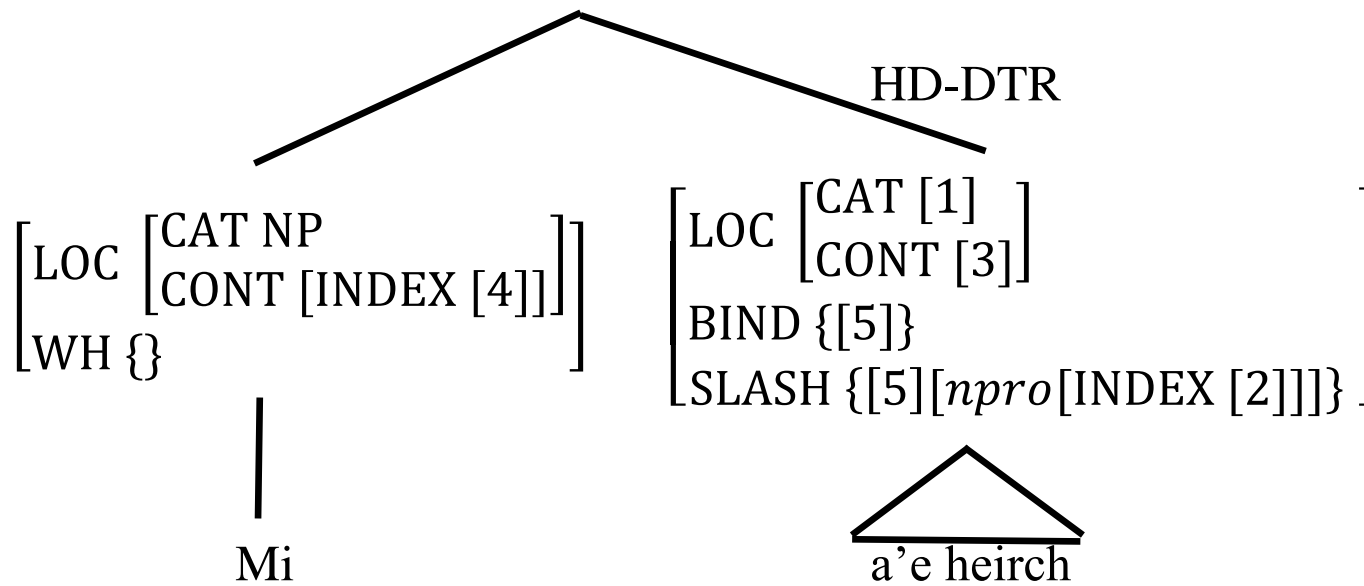 HD-DTR
LOC [CAT NP
CONT [INDEX [4]]]
WH {}
LOC [CAT [1]
CONT [3]]
BIND {[5]}
SLASH {[5][npro[INDEX [2]]]}
Mi
a’e heirch